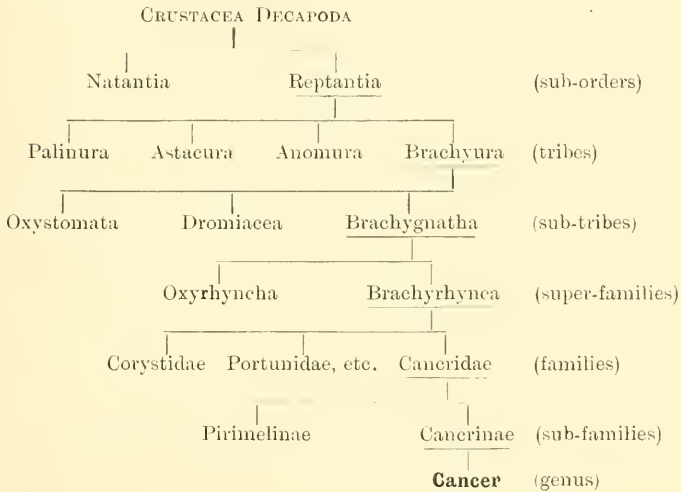 CRUSTACEA DECAPODA
Natantia Reptantia (sub-orders)
Palinura Astacura Anomura Brachyura (tribes)
Oxystomata Dromiacea Brachygnatha (sub-tribes)
Oxyrhyncha Brachyrhynca (super-families)
Corystidae Portunidae, etc. Cancridae (families)
Pirimelinae Cancrinae (sub-families)
Cancer (genus)